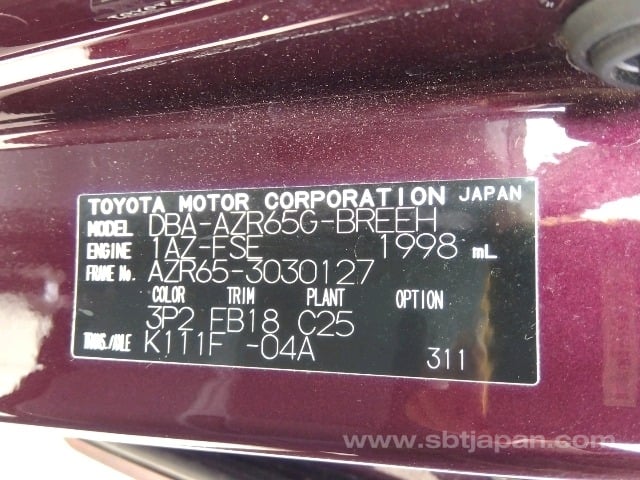 TOYOTA MOTOR CORPORATION JAPAN
MODEL DBA-AZR65G-BREEH
ENGINE 1AZ-FSE 1998 mL
FRAME No. AZR65-3030127
COLOR TRIM PLANT OPTION
3P2 FB18 C25
TRANS./AXLE K111F -04A 311
www.sbtjapan.com